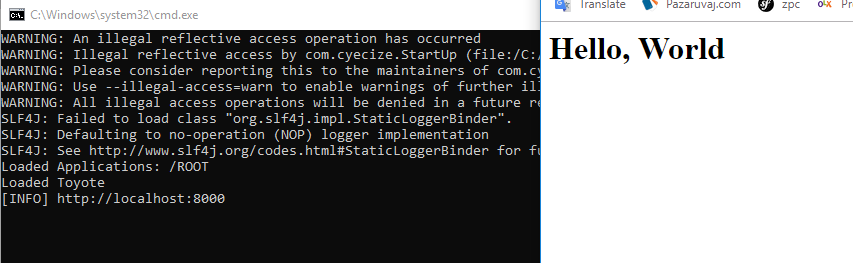 C:\Windows\system32\cmd.exe
WARNING: An illegal reflective access operation has occurred
WARNING: Illegal reflective access by com.cyecize.StartUp (file:/C:/
WARNING: Please consider reporting this to the maintainers of com.cy
WARNING: Use --illegal-access=warn to enable warnings of further ill
WARNING: All illegal access operations will be denied in a future re
SLF4J: Failed to load class "org.slf4j.impl.StaticLoggerBinder".
SLF4J: Defaulting to no-operation (NOP) logger implementation
SLF4J: See http://www.slf4j.org/codes.html#StaticLoggerBinder for fu
Loaded Applications: /ROOT
Loaded Toyote
[INFO] http://localhost:8000
Translate Pazaruvaj.com zpc
Hello, World